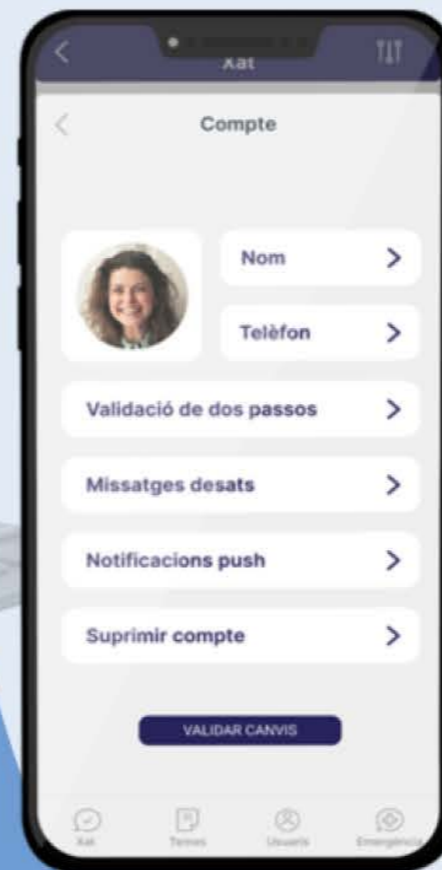 Xat
Compte
Nom
Telèfon
Validació de dos passos
Missatges desats
Notificacions push
Suprimir compte
VALIDAR CANVIS
Xat
Temes
Usuaris
Emergència